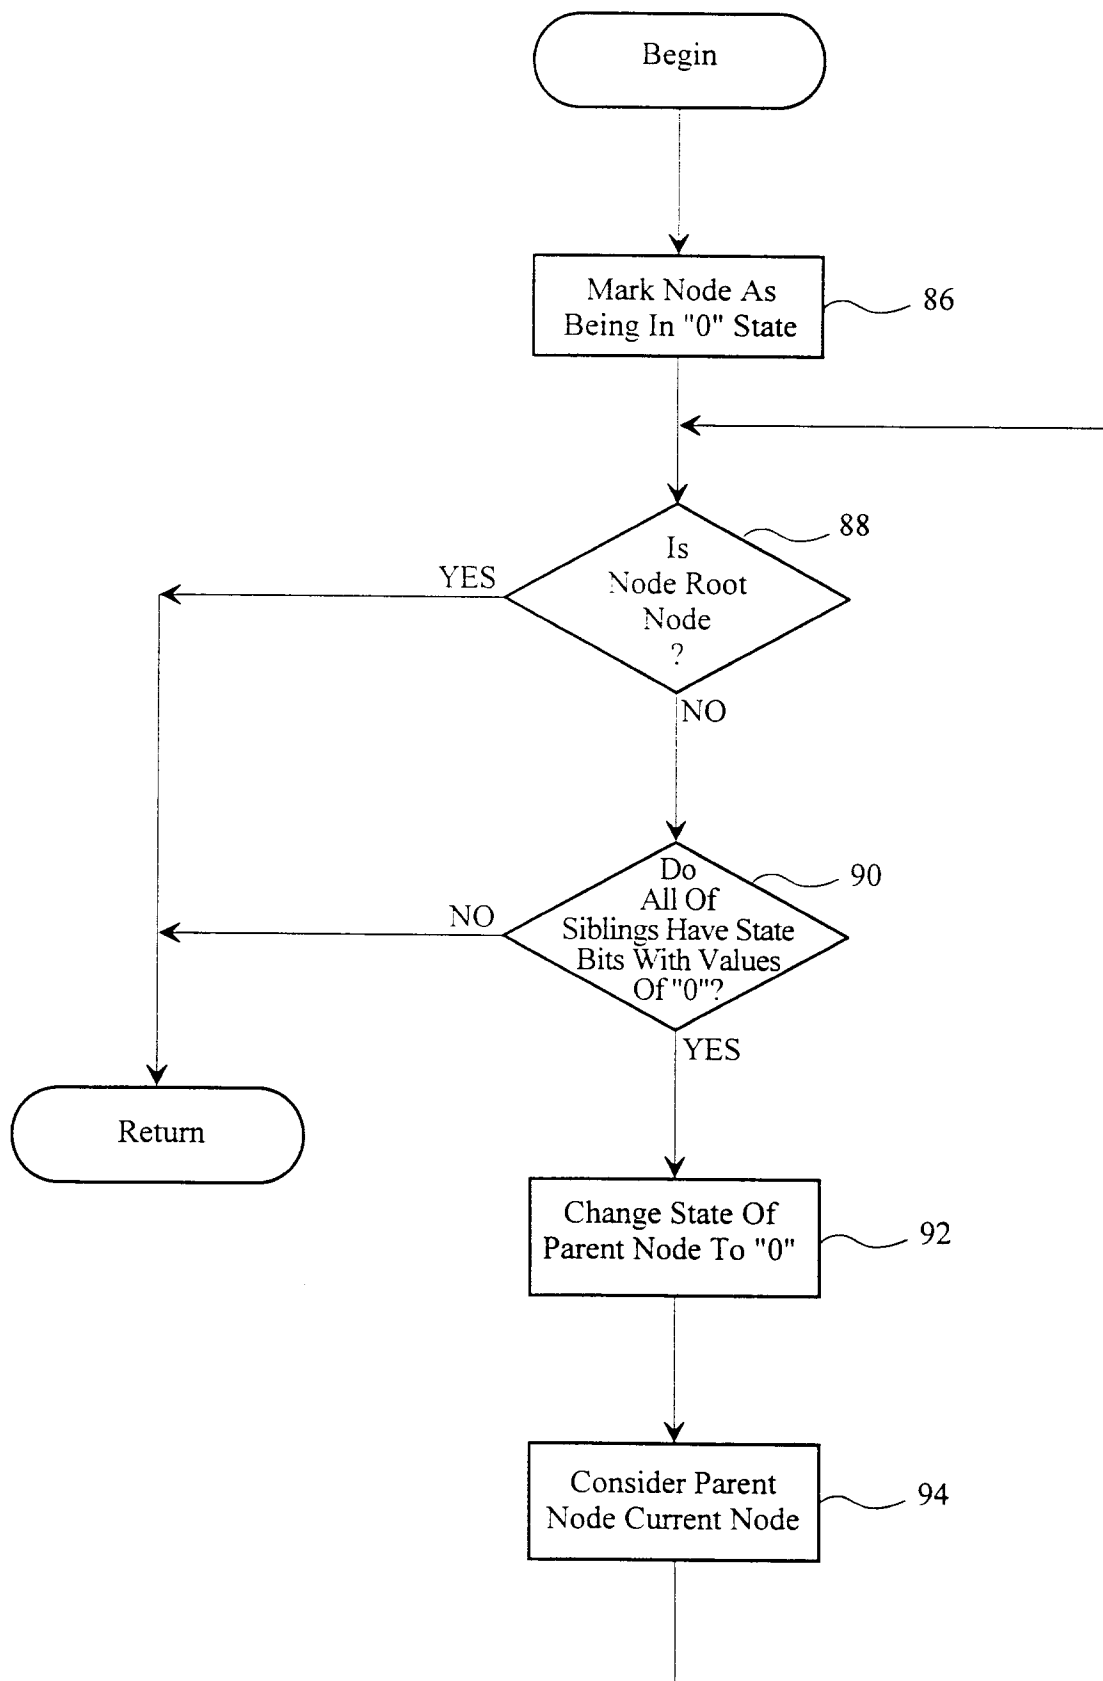 Begin
Mark Node As
Being In "0" State
86
88
Is
Node Root
Node
?
YES
NO
90
Do
All Of
Siblings Have State
Bits With Values
Of "0"?
NO
YES
Return
Change State Of
Parent Node To "0"
92
Consider Parent
Node Current Node
94